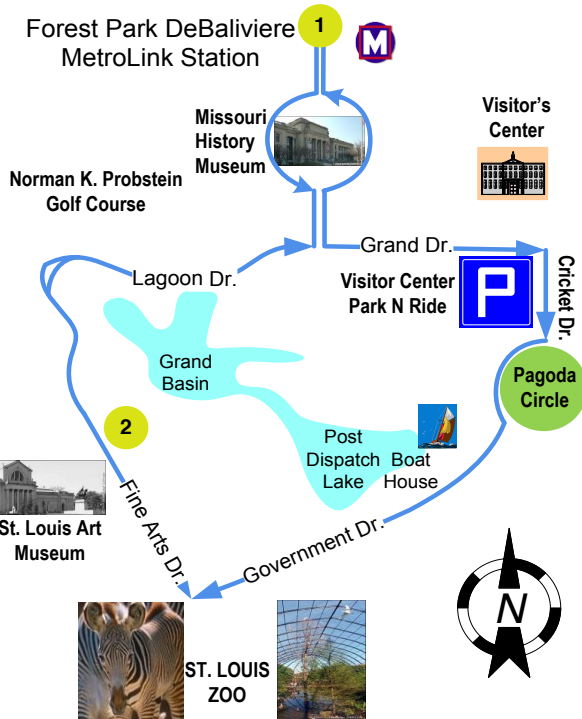 Forest Park DeBaliviere
MetroLink Station
1
M
Missouri
History
Museum
Visitor's
Center
Norman K. Probstein
Golf Course
Grand Dr.
Lagoon Dr.
Visitor Center
Park N Ride
P
Cricket Dr.
Grand
Basin
Pagoda
Circle
2
Post
Dispatch
Lake
Boat
House
St. Louis Art
Museum
Fine Arts Dr.
Government Dr.
N
ST. LOUIS
ZOO